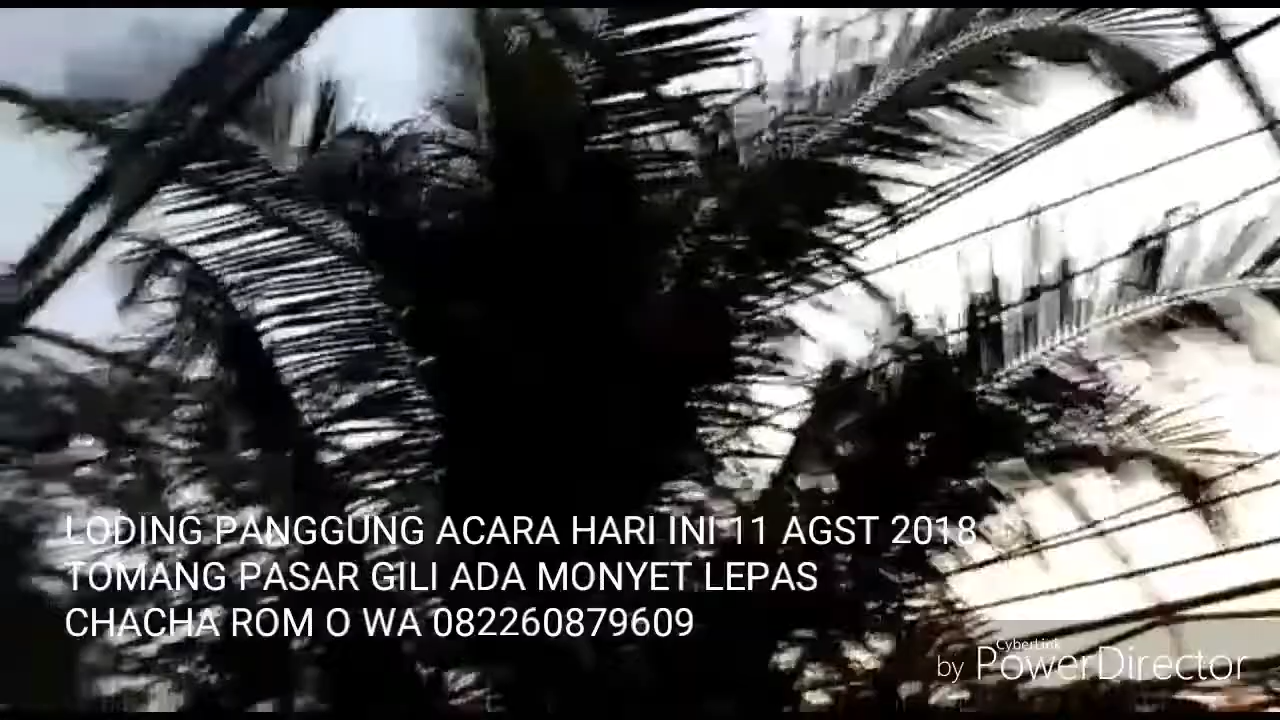 LODING PANGGUNG ACARA HARI INI 11 AGST 2018
TOMANG PASAR GILI ADA MONYET LEPAS
CHACHA ROM O WA 082260879609
CyberLink
by PowerDirector